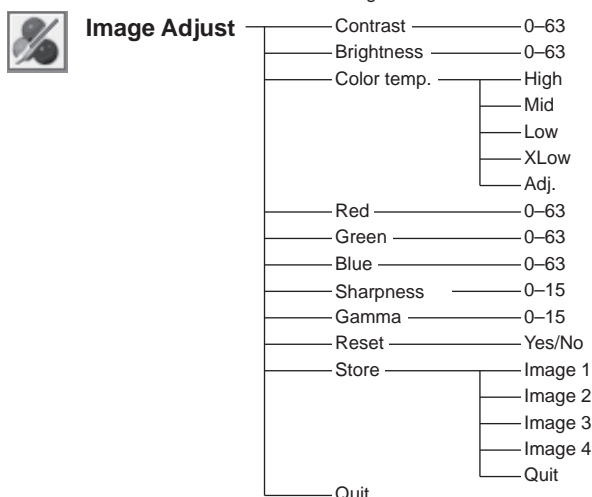 Image Adjust Contrast 0–63
Brightness 0–63
Color temp. High
Mid
Low
XLow
Adj.
Red 0–63
Green 0–63
Blue 0–63
Sharpness 0–15
Gamma 0–15
Reset Yes/No
Store Image 1
Image 2
Image 3
Image 4
Quit
Quit